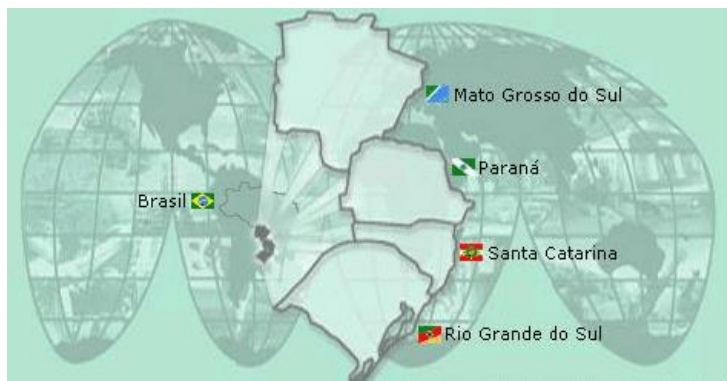 Mato Grosso do Sul
Paraná
Brasil
Santa Catarina
Rio Grande do Sul